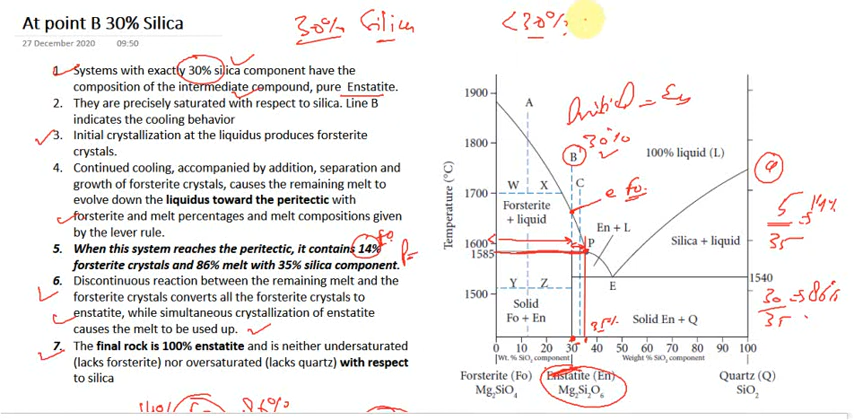 At point B 30% Silica
27 December 2020 09:50
30% Silica
<30%
1. Systems with exactly 30% silica component have the
composition of the intermediate compound, pure Enstatite.
2. They are precisely saturated with respect to silica. Line B
indicates the cooling behavior
3. Initial crystallization at the liquidus produces forsterite
crystals.
4. Continued cooling, accompanied by addition, separation and
growth of forsterite crystals, causes the remaining melt to
evolve down the liquidus toward the peritectic with
forsterite and melt percentages and melt compositions given
by the lever rule.
5. When this system reaches the peritectic, it contains 14%
forsterite crystals and 86% melt with 35% silica component.
6. Discontinuous reaction between the remaining melt and the
forsterite crystals converts all the forsterite crystals to
enstatite, while simultaneous crystallization of enstatite
causes the melt to be used up.
7. The final rock is 100% enstatite and is neither undersaturated
(lacks forsterite) nor oversaturated (lacks quartz) with respect
to silica
fo
P=
14%
86%
Temperature (°C)
1900
1800
1700
1600
1585
1500
A
= En
30%
B
C
100% liquid (L)
Q
W X
Forsterite
+ liquid
fo
En + L
P
Silica + liquid
5
35
14%
1540
Y Z
E
30
35
86%
Solid
Fo + En
35%
Solid En + Q
0 10 20 30 40 50 60 70 80 90 100
Wt. % SiO2 component Weight % SiO2 component
Forsterite (Fo) Enstatite (En) Quartz (Q)
Mg2SiO4 Mg2Si2O6 SiO2